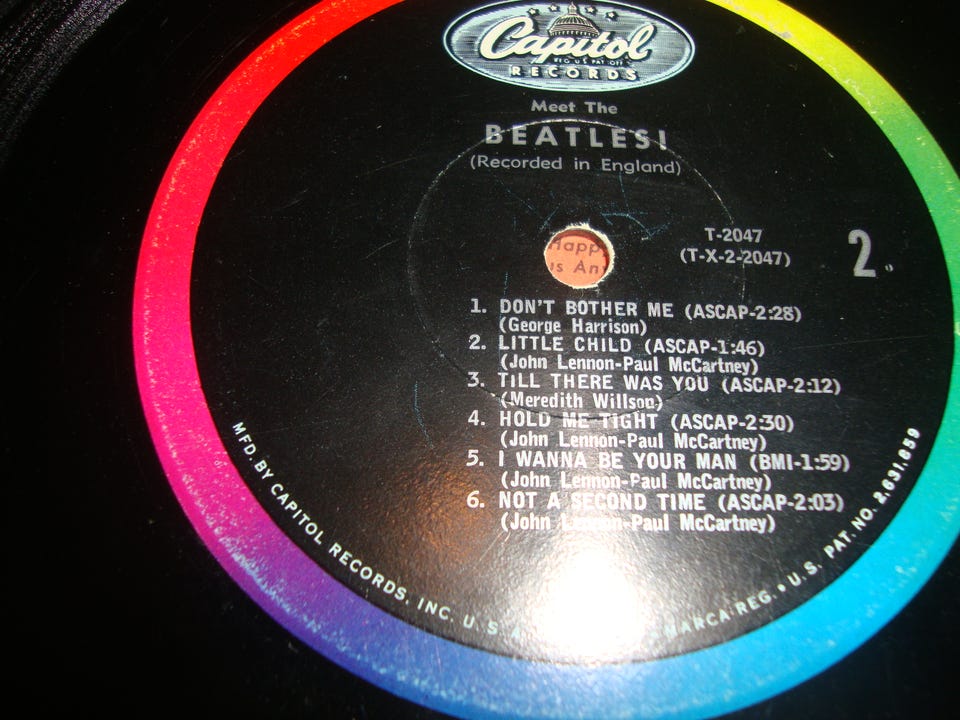 Capitol
REG. U.S. PAT. OFF.
RECORDS
Meet The
BEATLES!
(Recorded in England)
T-2047
(T-X-2-2047)
2
Happ
is An
1. DON'T BOTHER ME (ASCAP-2:28)
(George Harrison)
2. LITTLE CHILD (ASCAP-1:46)
(John Lennon-Paul McCartney)
3. TILL THERE WAS YOU (ASCAP-2:12)
(Meredith Willson)
4. HOLD ME TIGHT (ASCAP-2:30)
(John Lennon-Paul McCartney)
5. I WANNA BE YOUR MAN (BMI-1:59)
(John Lennon-Paul McCartney)
6. NOT A SECOND TIME (ASCAP-2:03)
(John Lennon-Paul McCartney)
MFD. BY CAPITOL RECORDS, INC. U. S. A. MARCA REG. • U.S. PAT. NO. 2,631,859